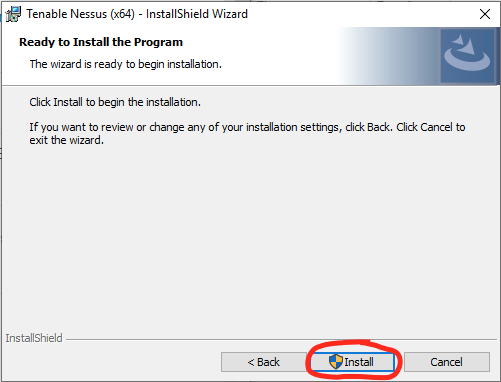 Tenable Nessus (x64) - InstallShield Wizard
Ready to Install the Program
The wizard is ready to begin installation.
Click Install to begin the installation.
If you want to review or change any of your installation settings, click Back. Click Cancel to
exit the wizard.
InstallShield
< Back
Install
Cancel